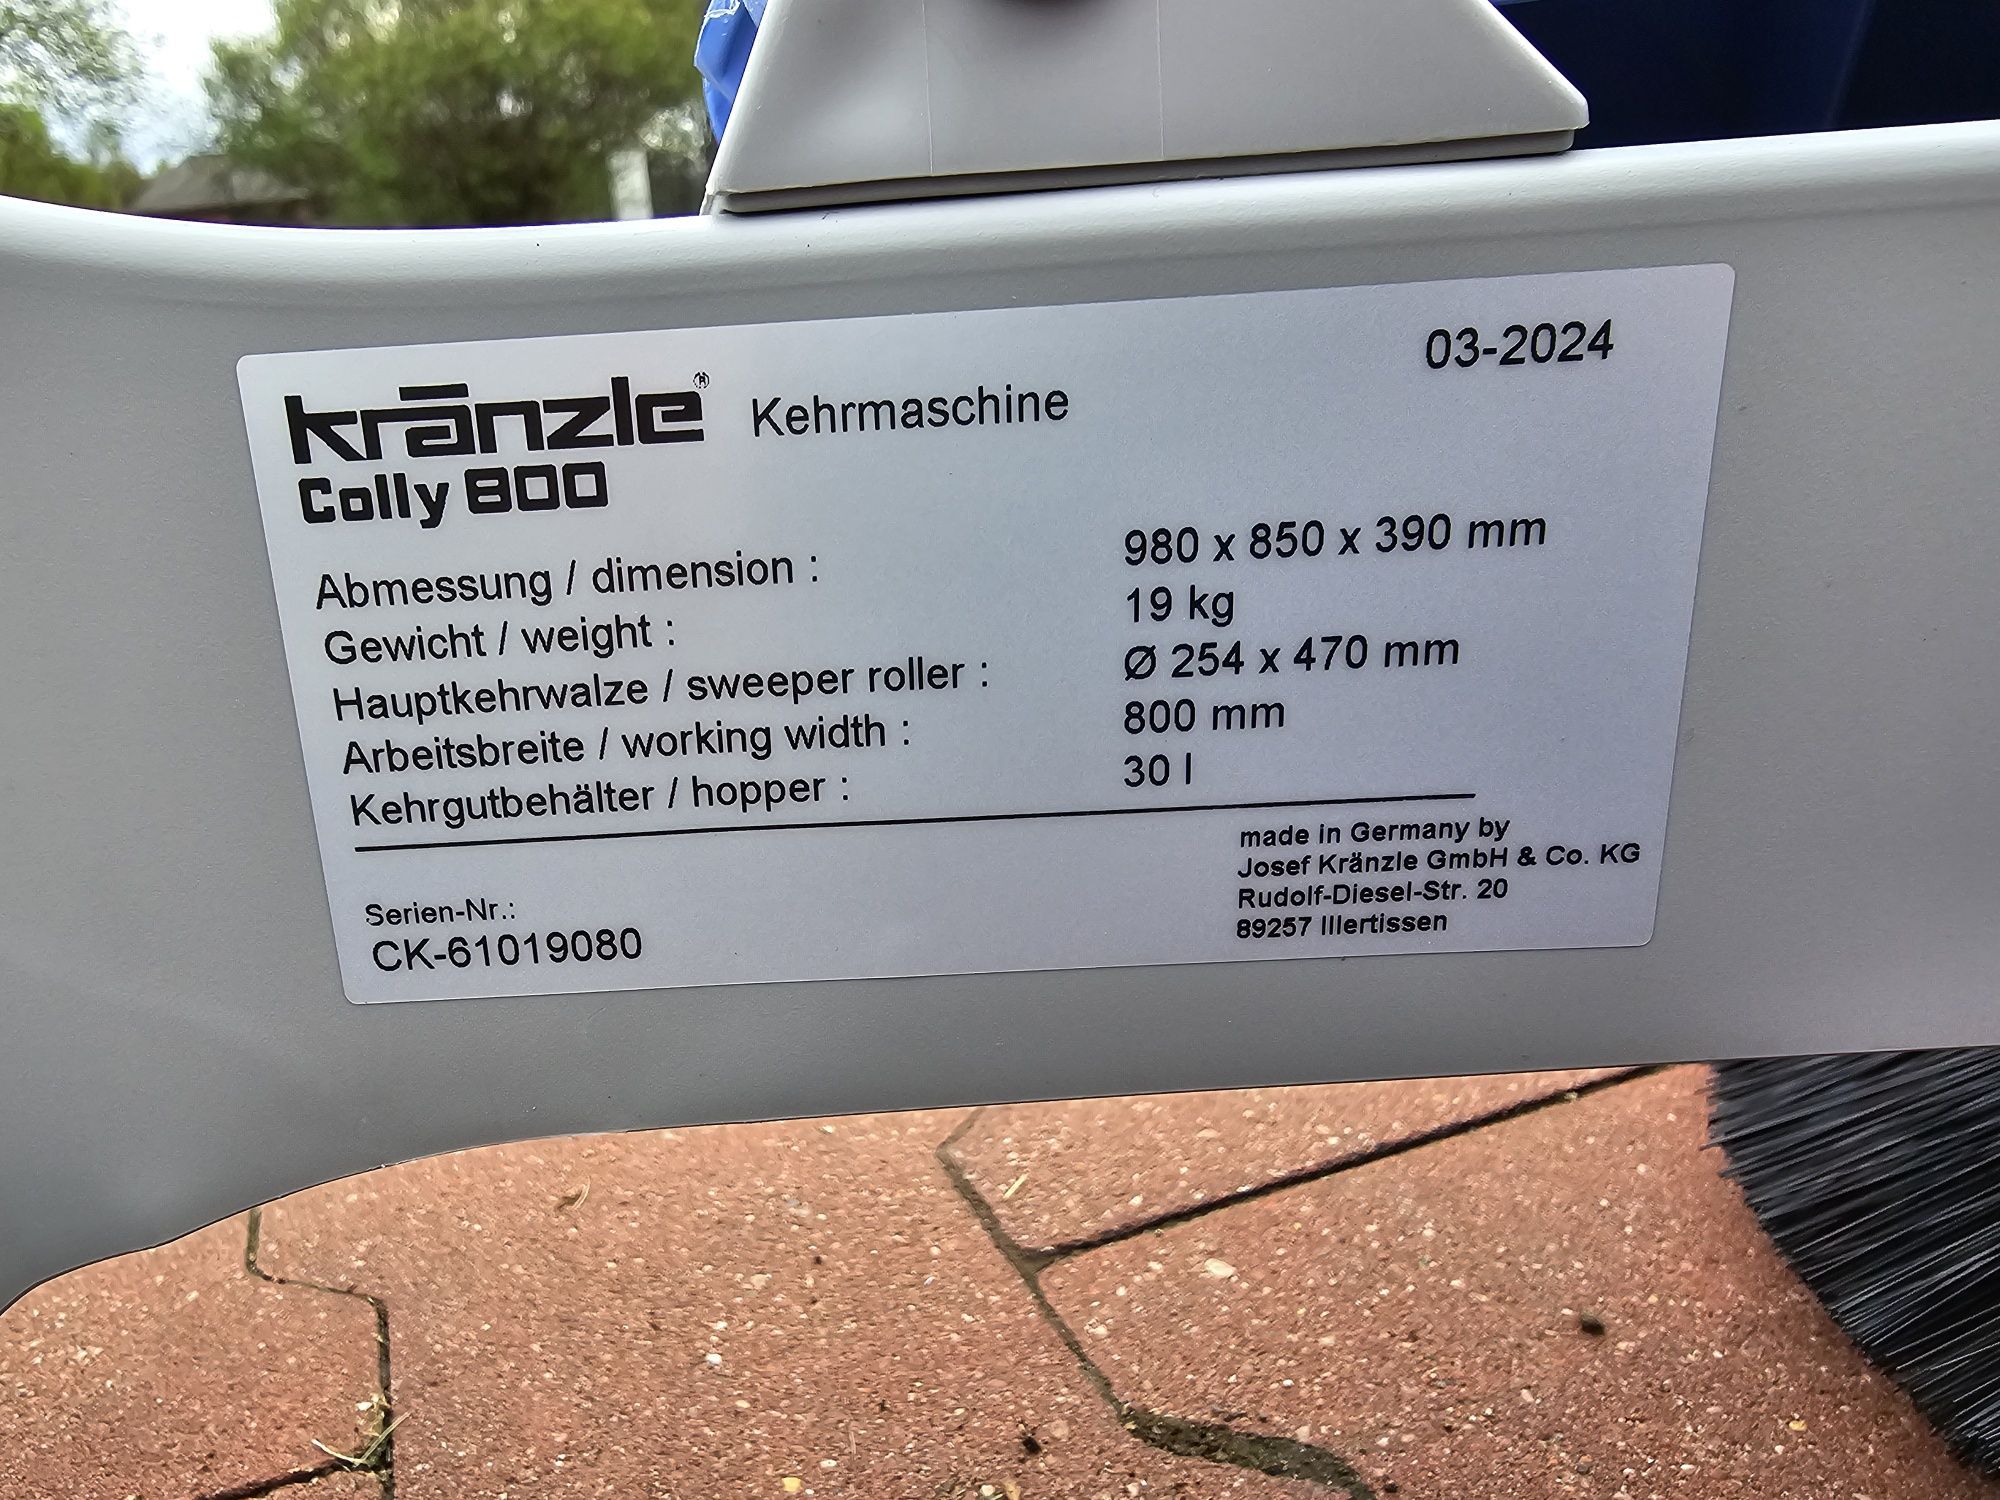 kränzle® Kehrmaschine 03-2024
Colly 800
Abmessung / dimension : 980 x 850 x 390 mm
Gewicht / weight : 19 kg
Hauptkehrwalze / sweeper roller : Ø 254 x 470 mm
Arbeitsbreite / working width : 800 mm
Kehrgutbehälter / hopper : 30 l
made in Germany by
Josef Kränzle GmbH & Co. KG
Rudolf-Diesel-Str. 20
89257 Illertissen
Serien-Nr.:
CK-61019080